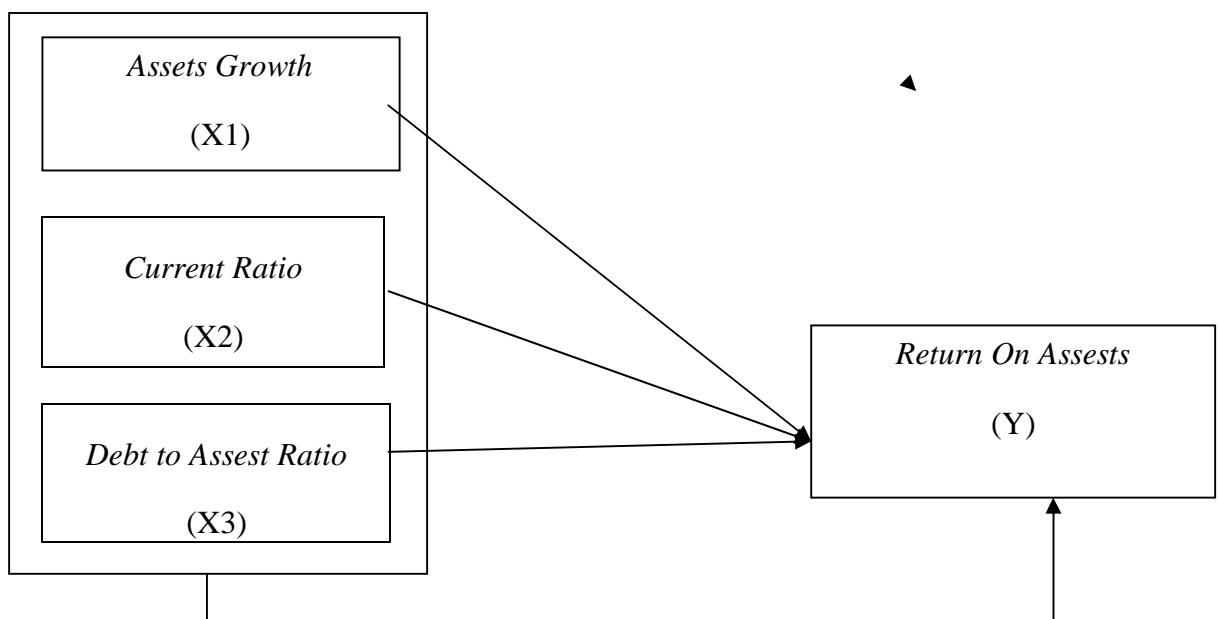 Assets Growth
(X1)
Current Ratio
(X2)
Debt to Assest Ratio
(X3)
Return On Assests
(Y)